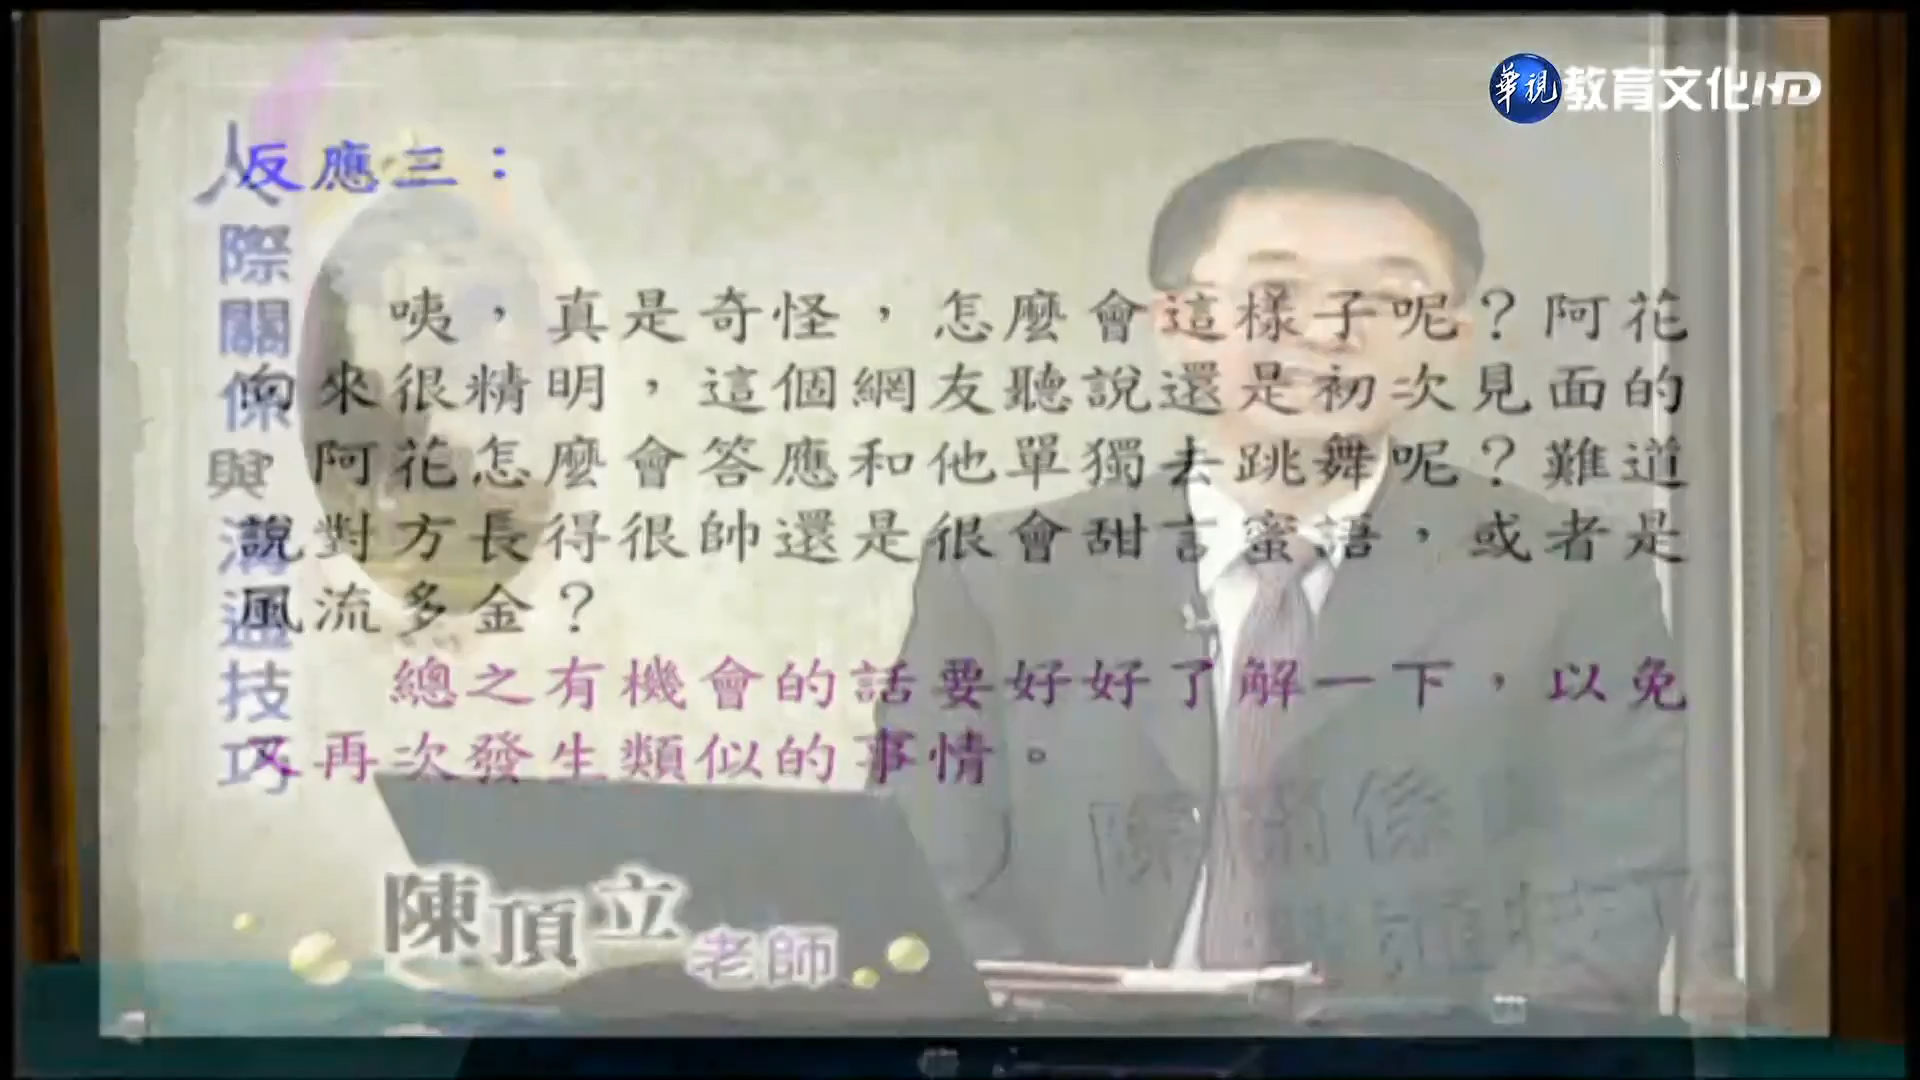 華視 教育文化HD
反應三：
咦，真是奇怪，怎麼會這樣子呢？阿花
向來很精明，這個網友聽說還是初次見面的
，阿花怎麼會答應和他單獨去跳舞呢？難道
說對方長得很帥還是很會甜言蜜語，或者是
風流多金？
總之有機會的話要好好了解一下，以免
又再次發生類似的事情。
人際關係與溝通技巧
陳頂立老師